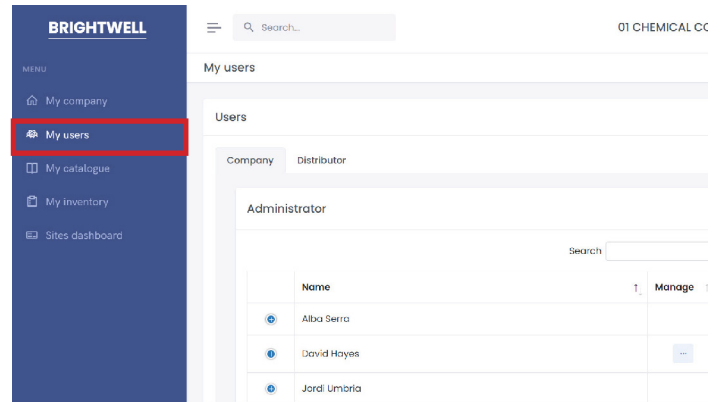 BRIGHTWELL
Search...
01 CHEMICAL CO
MENU
My users
My company
My users
My catalogue
My inventory
Sites dashboard
Users
Company Distributor
Administrator
Search
Name Manage
Alba Serra
David Hayes
...
Jordi Umbria